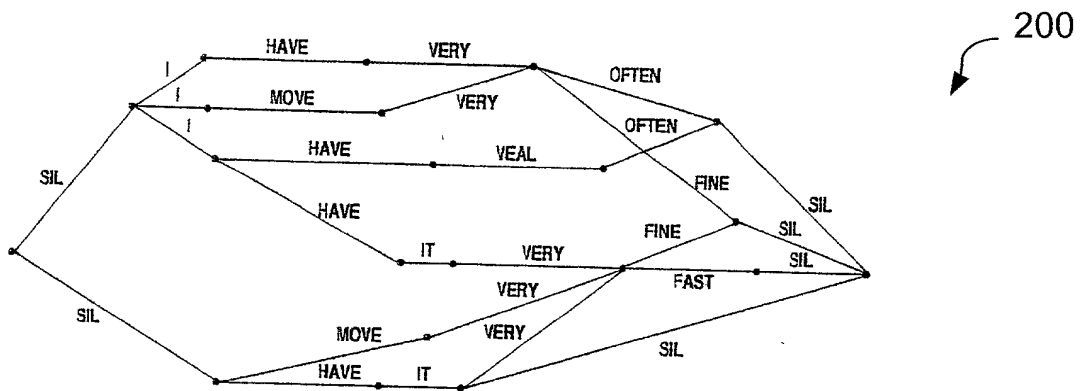 200
HAVE VERY
I OFTEN
I MOVE VERY
I OFTEN
HAVE VEAL
SIL HAVE FINE SIL
IT VERY FINE SIL
SIL
VERY FAST
SIL MOVE VERY
SIL
HAVE IT